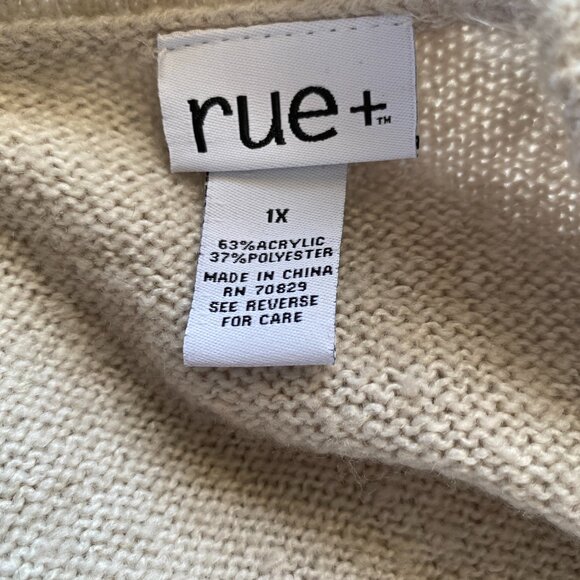 rue+™
1X
63%ACRYLIC
37%POLYESTER
MADE IN CHINA
RN 70829
SEE REVERSE
FOR CARE